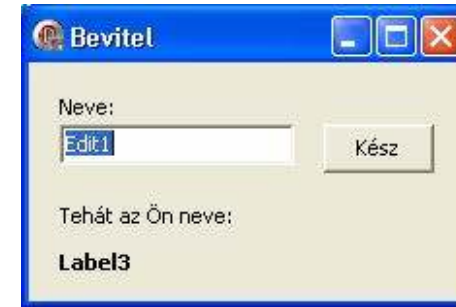 Bevitel
Neve:
Edit1
Kész
Tehát az Ön neve:
Label3